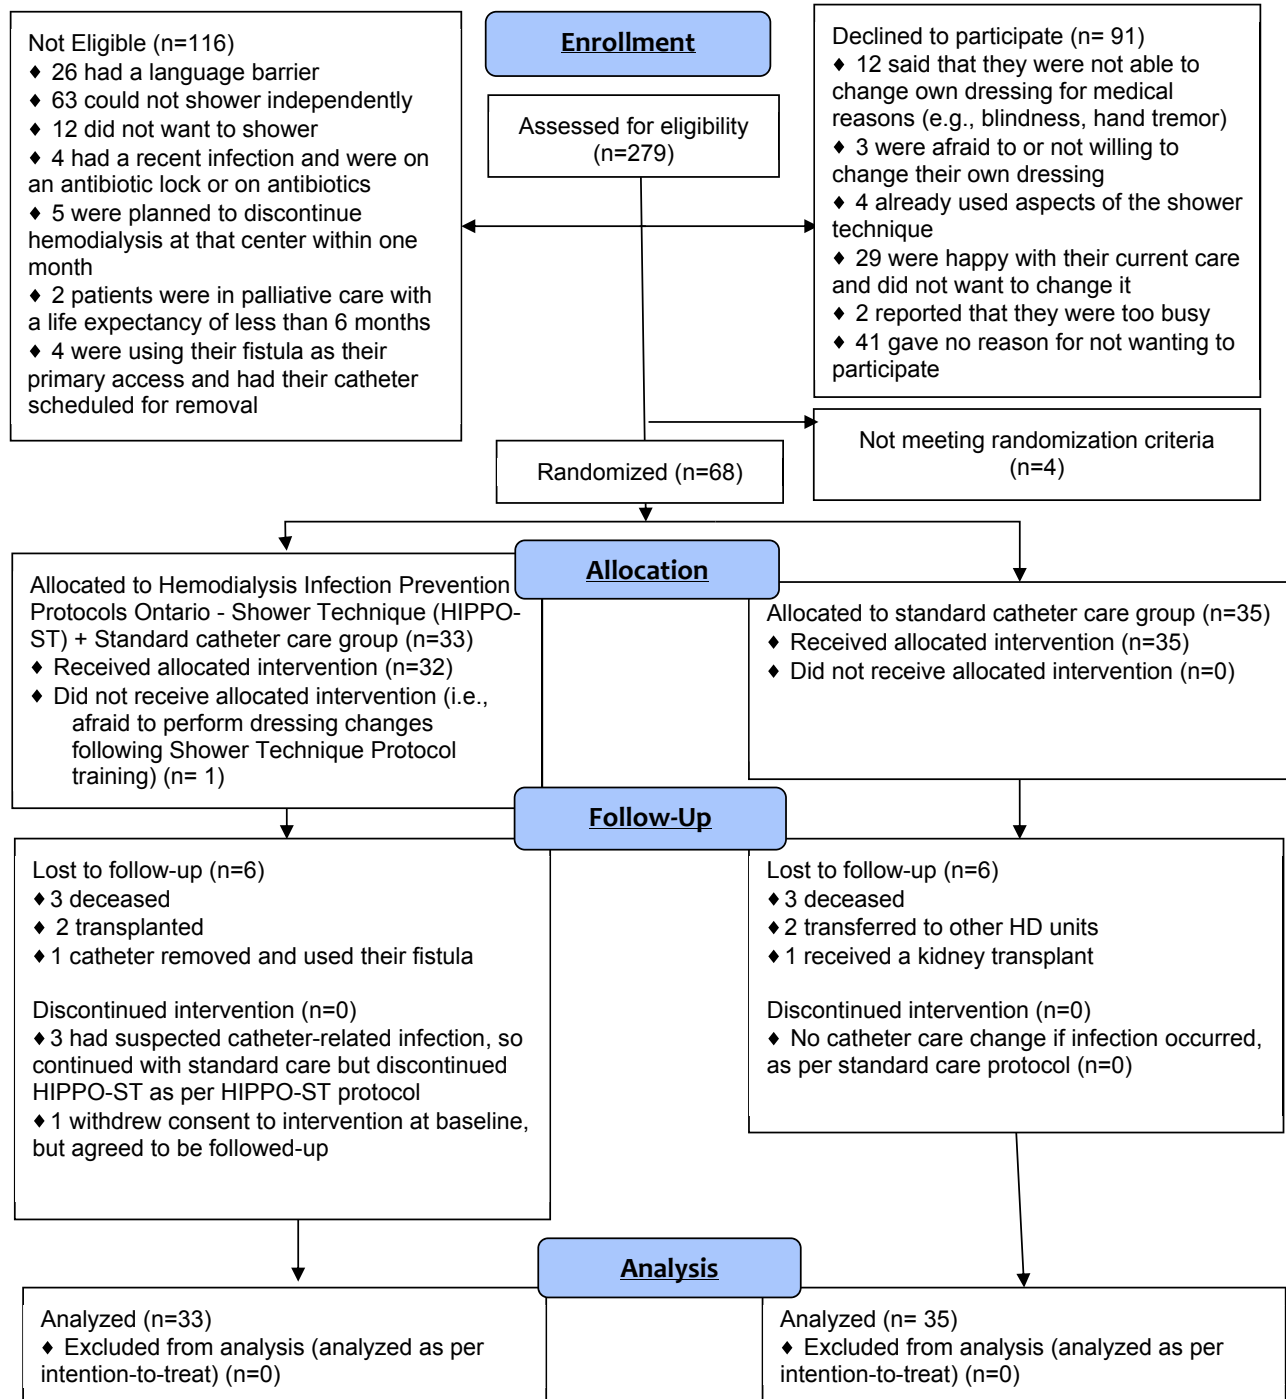 Enrollment
Not Eligible (n=116)
♦ 26 had a language barrier
♦ 63 could not shower independently
♦ 12 did not want to shower
♦ 4 had a recent infection and were on
an antibiotic lock or on antibiotics
♦ 5 were planned to discontinue
hemodialysis at that center within one
month
♦ 2 patients were in palliative care with
a life expectancy of less than 6 months
♦ 4 were using their fistula as their
primary access and had their catheter
scheduled for removal
Assessed for eligibility
(n=279)
Declined to participate (n= 91)
♦ 12 said that they were not able to
change own dressing for medical
reasons (e.g., blindness, hand tremor)
♦ 3 were afraid to or not willing to
change their own dressing
♦ 4 already used aspects of the shower
technique
♦ 29 were happy with their current care
and did not want to change it
♦ 2 reported that they were too busy
♦ 41 gave no reason for not wanting to
participate
Not meeting randomization criteria
(n=4)
Randomized (n=68)
Allocation
Allocated to Hemodialysis Infection Prevention
Protocols Ontario - Shower Technique (HIPPO-
ST) + Standard catheter care group (n=33)
♦ Received allocated intervention (n=32)
♦ Did not receive allocated intervention (i.e.,
afraid to perform dressing changes
following Shower Technique Protocol
training) (n= 1)
Allocated to standard catheter care group (n=35)
♦ Received allocated intervention (n=35)
♦ Did not receive allocated intervention (n=0)
Follow-Up
Lost to follow-up (n=6)
♦3 deceased
♦ 2 transplanted
♦1 catheter removed and used their fistula
Discontinued intervention (n=0)
♦3 had suspected catheter-related infection, so
continued with standard care but discontinued
HIPPO-ST as per HIPPO-ST protocol
♦1 withdrew consent to intervention at baseline,
but agreed to be followed-up
Lost to follow-up (n=6)
♦3 deceased
♦2 transferred to other HD units
♦1 received a kidney transplant
Discontinued intervention (n=0)
♦ No catheter care change if infection occurred,
as per standard care protocol (n=0)
Analysis
Analyzed (n=33)
♦ Excluded from analysis (analyzed as per
intention-to-treat) (n=0)
Analyzed (n= 35)
♦ Excluded from analysis (analyzed as per
intention-to-treat) (n=0)